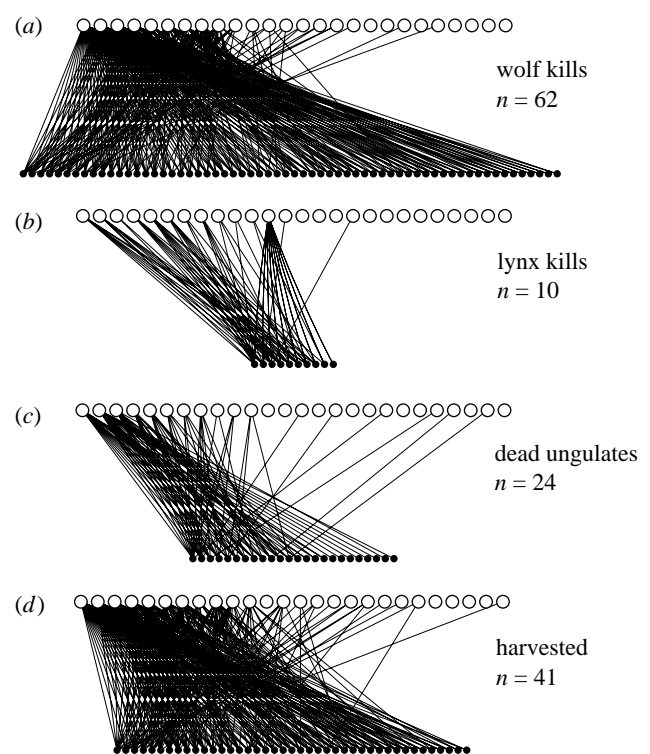 (a)
wolf kills
n = 62
(b)
lynx kills
n = 10
(c)
dead ungulates
n = 24
(d)
harvested
n = 41